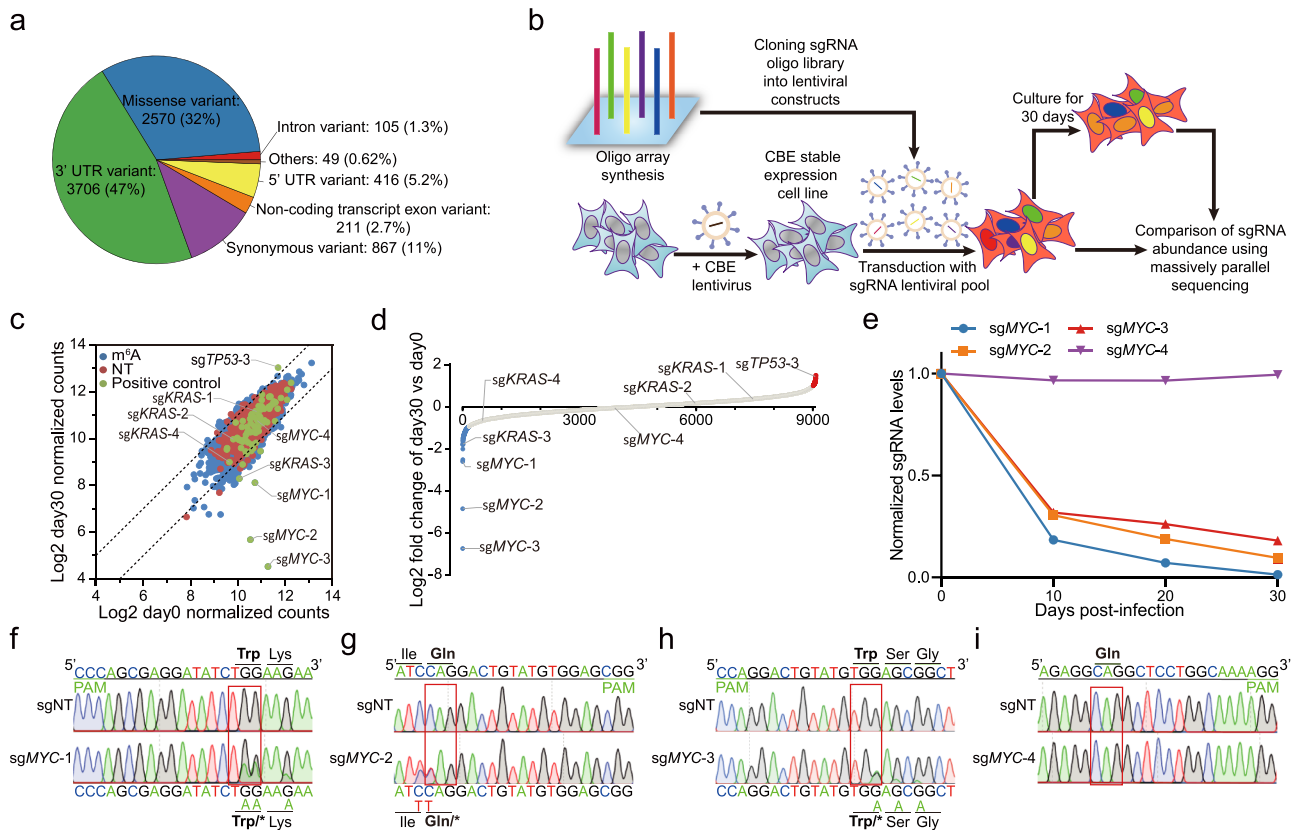 a
Missense variant:
2570 (32%)
Intron variant: 105 (1.3%)
Others: 49 (0.62%)
3' UTR variant:
3706 (47%)
5' UTR variant: 416 (5.2%)
Non-coding transcript exon variant:
211 (2.7%)
Synonymous variant: 867 (11%)
b
Cloning sgRNA
oligo library
into lentiviral
constructs
Oligo array
synthesis
CBE stable
expression
cell line
+ CBE
lentivirus
Transduction with
sgRNA lentiviral pool
Culture for
30 days
Comparison of sgRNA
abundance using
massively parallel
sequencing
c
Log2 day30 normalized counts
14
12
10
8
6
4
m⁶A
NT
Positive control
sgTP53-3
sgKRAS-1
sgKRAS-2
sgKRAS-4
sgMYC-4
sgKRAS-3
sgMYC-1
sgMYC-2
sgMYC-3
4 6 8 10 12 14
Log2 day0 normalized counts
d
Log2 fold change of day30 vs day0
4
2
0
-2
-4
-6
-8
0 3000 6000 9000
sgKRAS-4
sgKRAS-1
sgKRAS-2
sgTP53-3
sgMYC-4
sgKRAS-3
sgMYC-1
sgMYC-2
sgMYC-3
e
sgMYC-1 sgMYC-3
sgMYC-2 sgMYC-4
Normalized sgRNA levels
1.0
0.5
0.0
0 10 20 30
Days post-infection
f
Trp Lys
5' CCCAGCGAGGATATCTGGAAGAA 3'
PAM
sgNT
sgMYC-1
CCCAGCGAGGATATCTGGAAGAA
AA A
Trp/* Lys
g
Ile Gln
5' ATCCAGGACTGTATGTGGAGCGG 3'
PAM
sgNT
sgMYC-2
ATCCAGGACTGTATGTGGAGCGG
TT
Ile Gln/*
h
Trp Ser Gly
5' CCAGGACTGTATGTGGAGCGGCT 3'
PAM
sgNT
sgMYC-3
CCAGGACTGTATGTGGAGCGGCT
A A A
Trp/* Ser Gly
i
Gln
5' AGAGGCAGGCTCCTGGCAAAAGG 3'
PAM
sgNT
sgMYC-4